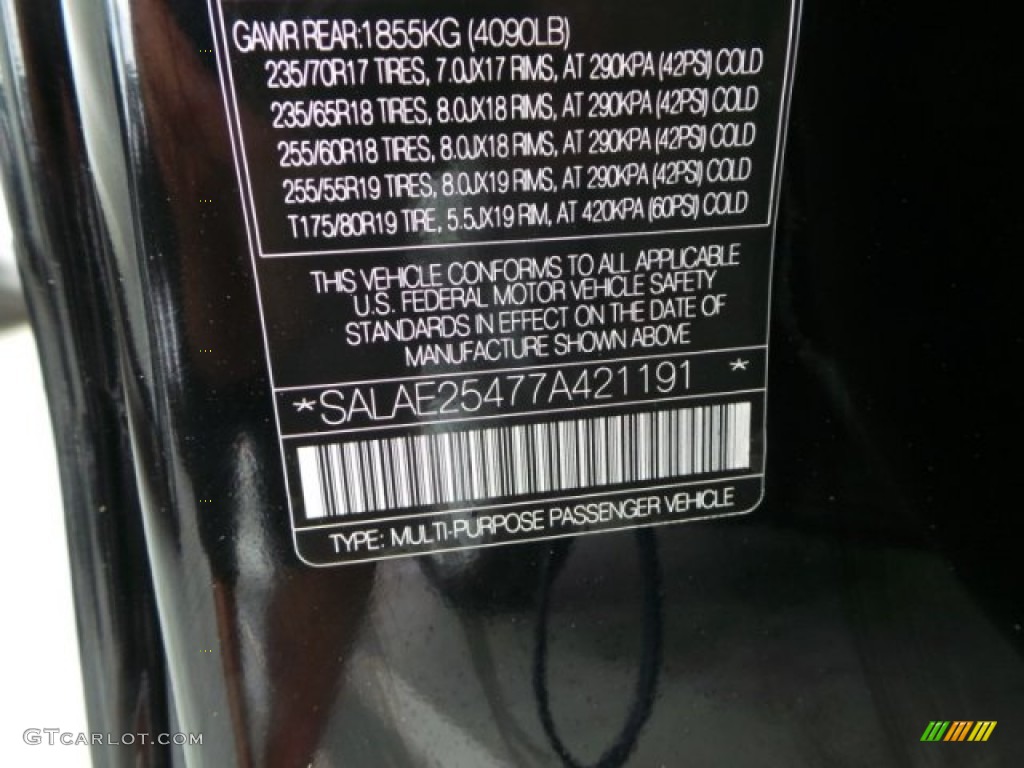 GAWR REAR:1855KG (4090LB)
235/70R17 TIRES, 7.0JX17 RIMS, AT 290KPA (42PSI) COLD
235/65R18 TIRES, 8.0JX18 RIMS, AT 290KPA (42PSI) COLD
255/60R18 TIRES, 8.0JX18 RIMS, AT 290KPA (42PSI) COLD
255/55R19 TIRES, 8.0JX19 RIMS, AT 290KPA (42PSI) COLD
T175/80R19 TIRE, 5.5JX19 RIM, AT 420KPA (60PSI) COLD
THIS VEHICLE CONFORMS TO ALL APPLICABLE
U.S. FEDERAL MOTOR VEHICLE SAFETY
STANDARDS IN EFFECT ON THE DATE OF
MANUFACTURE SHOWN ABOVE
*SALAE25477A421191 *
TYPE: MULTI-PURPOSE PASSENGER VEHICLE
GTCARLOT.COM